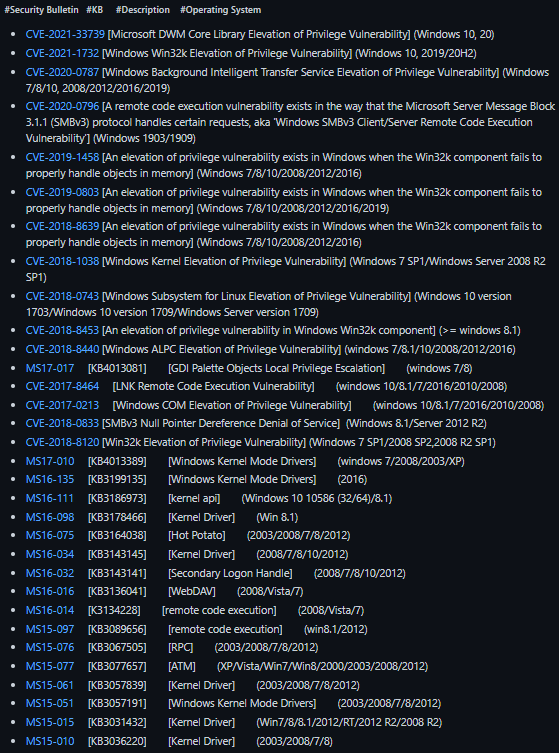 #Security Bulletin #KB #Description #Operating System
CVE-2021-33739 [Microsoft DWM Core Library Elevation of Privilege Vulnerability] (Windows 10, 20)
CVE-2021-1732 [Windows Win32k Elevation of Privilege Vulnerability] (Windows 10, 2019/20H2)
CVE-2020-0787 [Windows Background Intelligent Transfer Service Elevation of Privilege Vulnerability] (Windows
7/8/10, 2008/2012/2016/2019)
CVE-2020-0796 [A remote code execution vulnerability exists in the way that the Microsoft Server Message Block
3.1.1 (SMBv3) protocol handles certain requests, aka 'Windows SMBv3 Client/Server Remote Code Execution
Vulnerability'] (Windows 1903/1909)
CVE-2019-1458 [An elevation of privilege vulnerability exists in Windows when the Win32k component fails to
properly handle objects in memory] (Windows 7/8/10/2008/2012/2016)
CVE-2019-0803 [An elevation of privilege vulnerability exists in Windows when the Win32k component fails to
properly handle objects in memory] (Windows 7/8/10/2008/2012/2016/2019)
CVE-2018-8639 [An elevation of privilege vulnerability exists in Windows when the Win32k component fails to
properly handle objects in memory] (Windows 7/8/10/2008/2012/2016)
CVE-2018-1038 [Windows Kernel Elevation of Privilege Vulnerability] (Windows 7 SP1/Windows Server 2008 R2
SP1)
CVE-2018-0743 [Windows Subsystem for Linux Elevation of Privilege Vulnerability] (Windows 10 version
1703/Windows 10 version 1709/Windows Server version 1709)
CVE-2018-8453 [An elevation of privilege vulnerability in Windows Win32k component] (>= windows 8.1)
CVE-2018-8440 [Windows ALPC Elevation of Privilege Vulnerability] (windows 7/8.1/10/2008/2012/2016)
MS17-017 [KB4013081] [GDI Palette Objects Local Privilege Escalation] (windows 7/8)
CVE-2017-8464 [LNK Remote Code Execution Vulnerability] (windows 10/8.1/7/2016/2010/2008)
CVE-2017-0213 [Windows COM Elevation of Privilege Vulnerability] (windows 10/8.1/7/2016/2010/2008)
CVE-2018-0833 [SMBv3 Null Pointer Dereference Denial of Service] (Windows 8.1/Server 2012 R2)
CVE-2018-8120 [Win32k Elevation of Privilege Vulnerability] (Windows 7 SP1/2008 SP2,2008 R2 SP1)
MS17-010 [KB4013389] [Windows Kernel Mode Drivers] (windows 7/2008/2003/XP)
MS16-135 [KB3199135] [Windows Kernel Mode Drivers] (2016)
MS16-111 [KB3186973] [kernel api] (Windows 10 10586 (32/64)/8.1)
MS16-098 [KB3178466] [Kernel Driver] (Win 8.1)
MS16-075 [KB3164038] [Hot Potato] (2003/2008/7/8/2012)
MS16-034 [KB3143145] [Kernel Driver] (2008/7/8/10/2012)
MS16-032 [KB3143141] [Secondary Logon Handle] (2008/7/8/10/2012)
MS16-016 [KB3136041] [WebDAV] (2008/Vista/7)
MS16-014 [K3134228] [remote code execution] (2008/Vista/7)
MS15-097 [KB3089656] [remote code execution] (win8.1/2012)
MS15-076 [KB3067505] [RPC] (2003/2008/7/8/2012)
MS15-077 [KB3077657] [ATM] (XP/Vista/Win7/Win8/2000/2003/2008/2012)
MS15-061 [KB3057839] [Kernel Driver] (2003/2008/7/8/2012)
MS15-051 [KB3057191] [Windows Kernel Mode Drivers] (2003/2008/7/8/2012)
MS15-015 [KB3031432] [Kernel Driver] (Win7/8/8.1/2012/RT/2012 R2/2008 R2)
MS15-010 [KB3036220] [Kernel Driver] (2003/2008/7/8)